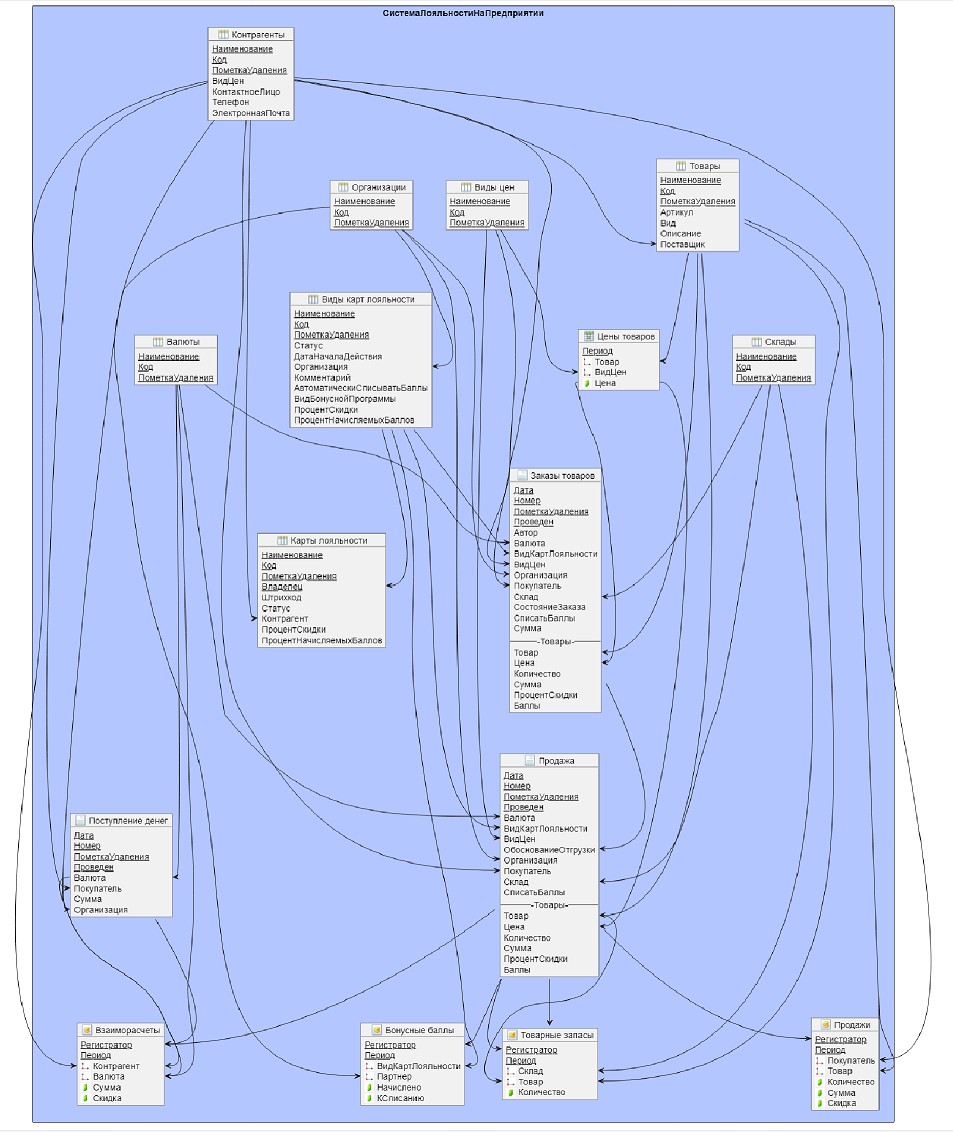 СистемаЛояльностиНаПредприятии
Контрагенты
Наименование
Код
ПометкаУдаления
ВидЦен
КонтактноеЛицо
Телефон
ЭлектроннаяПочта
Организации
Наименование
Код
ПометкаУдаления
Виды цен
Наименование
Код
ПометкаУдаления
Товары
Наименование
Код
ПометкаУдаления
Артикул
Вид
Описание
Поставщик
Виды карт лояльности
Наименование
Код
ПометкаУдаления
Статус
ДатаНачалаДействия
Организация
Комментарий
АвтоматическиСписыватьБаллы
ВидБонуснойПрограммы
ПроцентСкидки
ПроцентНачисляемыхБаллов
Валюты
Наименование
Код
ПометкаУдаления
Цены товаров
Период
Товар
ВидЦен
Цена
Склады
Наименование
Код
ПометкаУдаления
Заказы товаров
Дата
Номер
ПометкаУдаления
Проведен
Автор
Валюта
ВидКартЛояльности
ВидЦен
Организация
Покупатель
Склад
СостояниеЗаказа
СписатьБаллы
Сумма
-Товары-
Товар
Цена
Количество
Сумма
ПроцентСкидки
Баллы
Карты лояльности
Наименование
Код
ПометкаУдаления
Владелец
Штрихкод
Статус
Контрагент
ПроцентСкидки
ПроцентНачисляемыхБаллов
Продажа
Дата
Номер
ПометкаУдаления
Проведен
Валюта
ВидКартЛояльности
ВидЦен
ОбоснованиеОтгрузки
Организация
Покупатель
Склад
СписатьБаллы
-Товары-
Товар
Цена
Количество
Сумма
ПроцентСкидки
Баллы
Поступление денег
Дата
Номер
ПометкаУдаления
Проведен
Валюта
Покупатель
Сумма
Организация
Взаиморасчеты
Регистратор
Период
Контрагент
Валюта
Сумма
Скидка
Бонусные баллы
Регистратор
Период
ВидКартЛояльности
Партнер
Начислено
КСписанию
Товарные запасы
Регистратор
Период
Склад
Товар
Количество
Продажи
Регистратор
Период
Покупатель
Товар
Количество
Сумма
Скидка